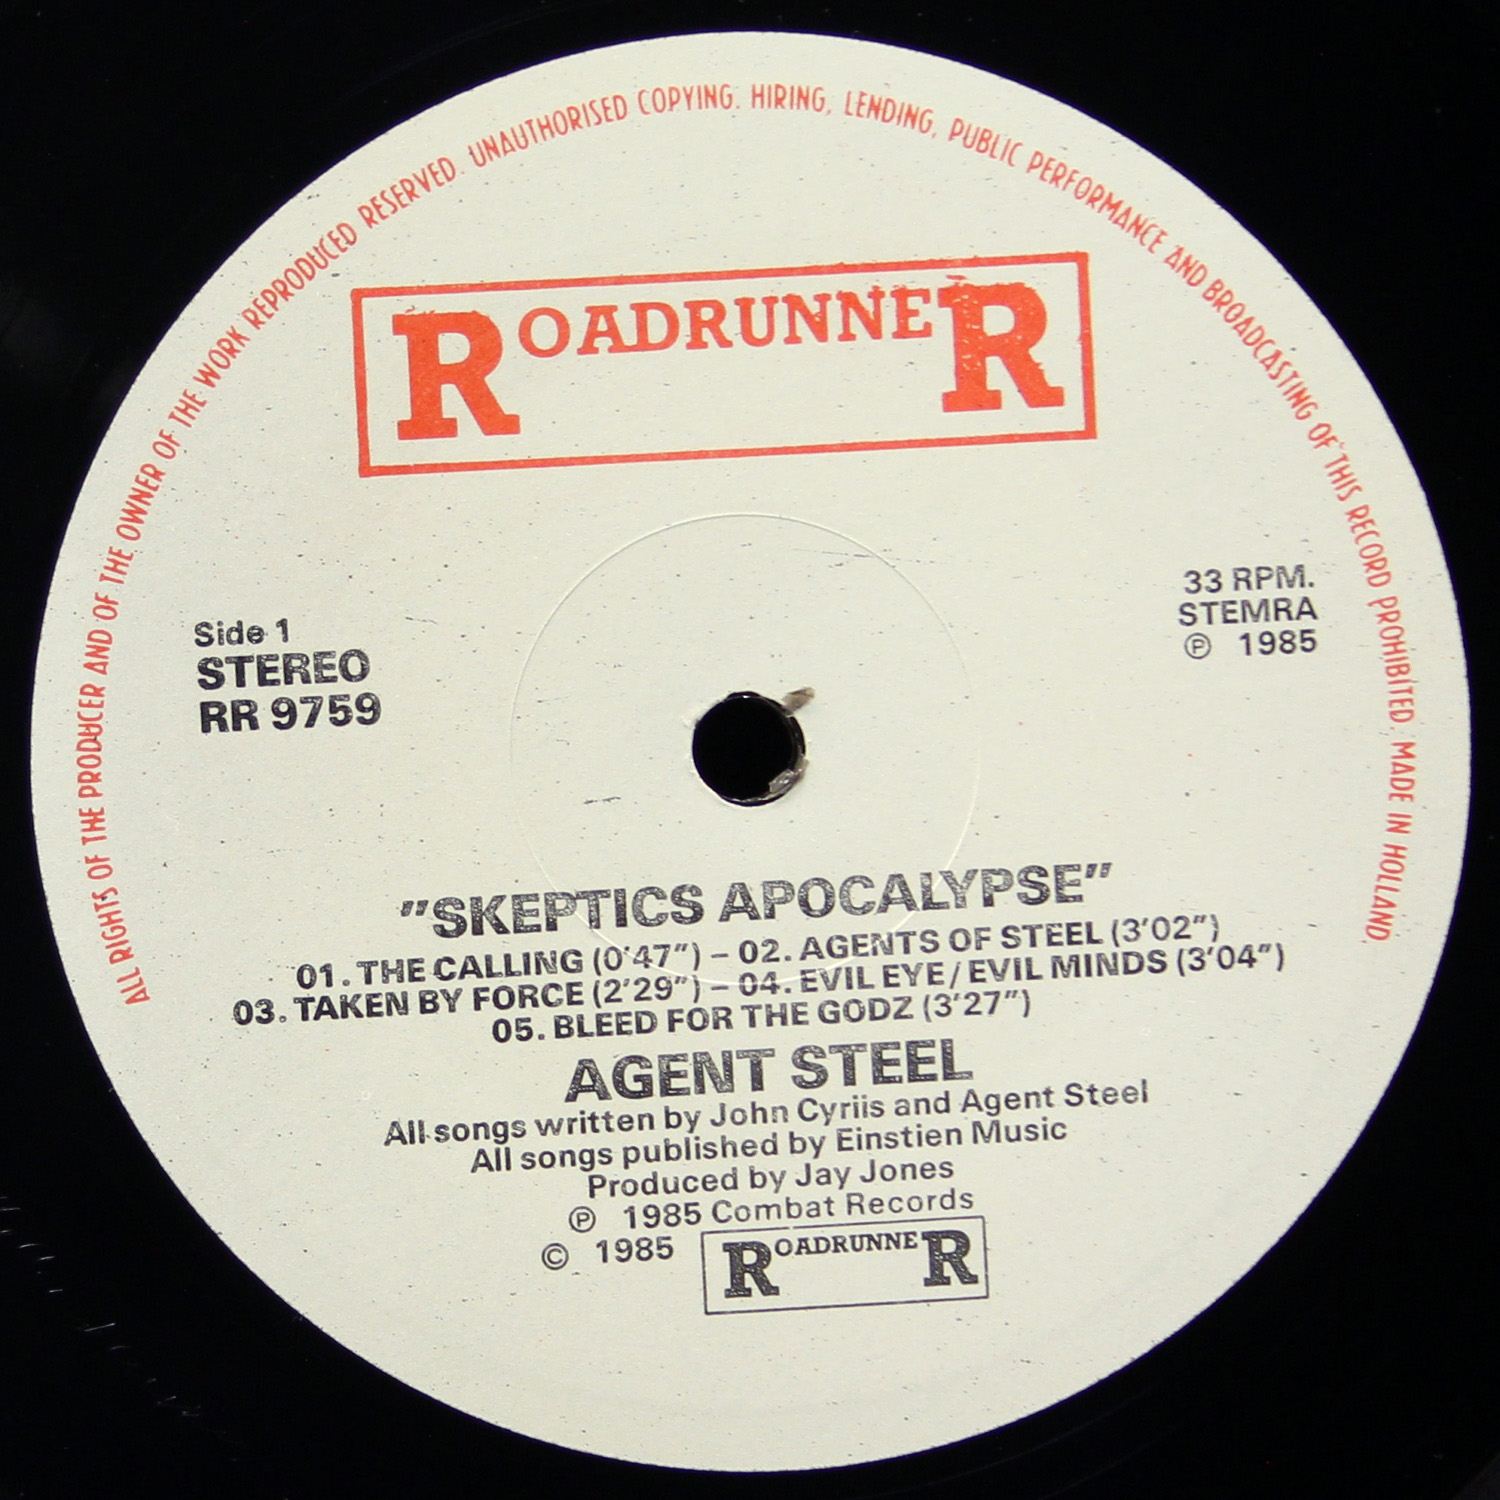 ALL RIGHTS OF THE PRODUCER AND OF THE OWNER OF THE WORK REPRODUCED RESERVED. UNAUTHORISED COPYING. HIRING, LENDING, PUBLIC PERFORMANCE AND BROADCASTING OF THIS RECORD PROHIBITED. MADE IN HOLLAND.
ROADRUNNER
Side 1
STEREO
RR 9759
33 RPM.
STEMRA
Ⓟ 1985
"SKEPTICS APOCALYPSE"
01. THE CALLING (0'47") – 02. AGENTS OF STEEL (3'02")
03. TAKEN BY FORCE (2'29") – 04. EVIL EYE / EVIL MINDS (3'04")
05. BLEED FOR THE GODZ (3'27")
AGENT STEEL
All songs written by John Cyriis and Agent Steel
All songs published by Einstien Music
Produced by Jay Jones
Ⓟ 1985 Combat Records
© 1985 ROADRUNNER